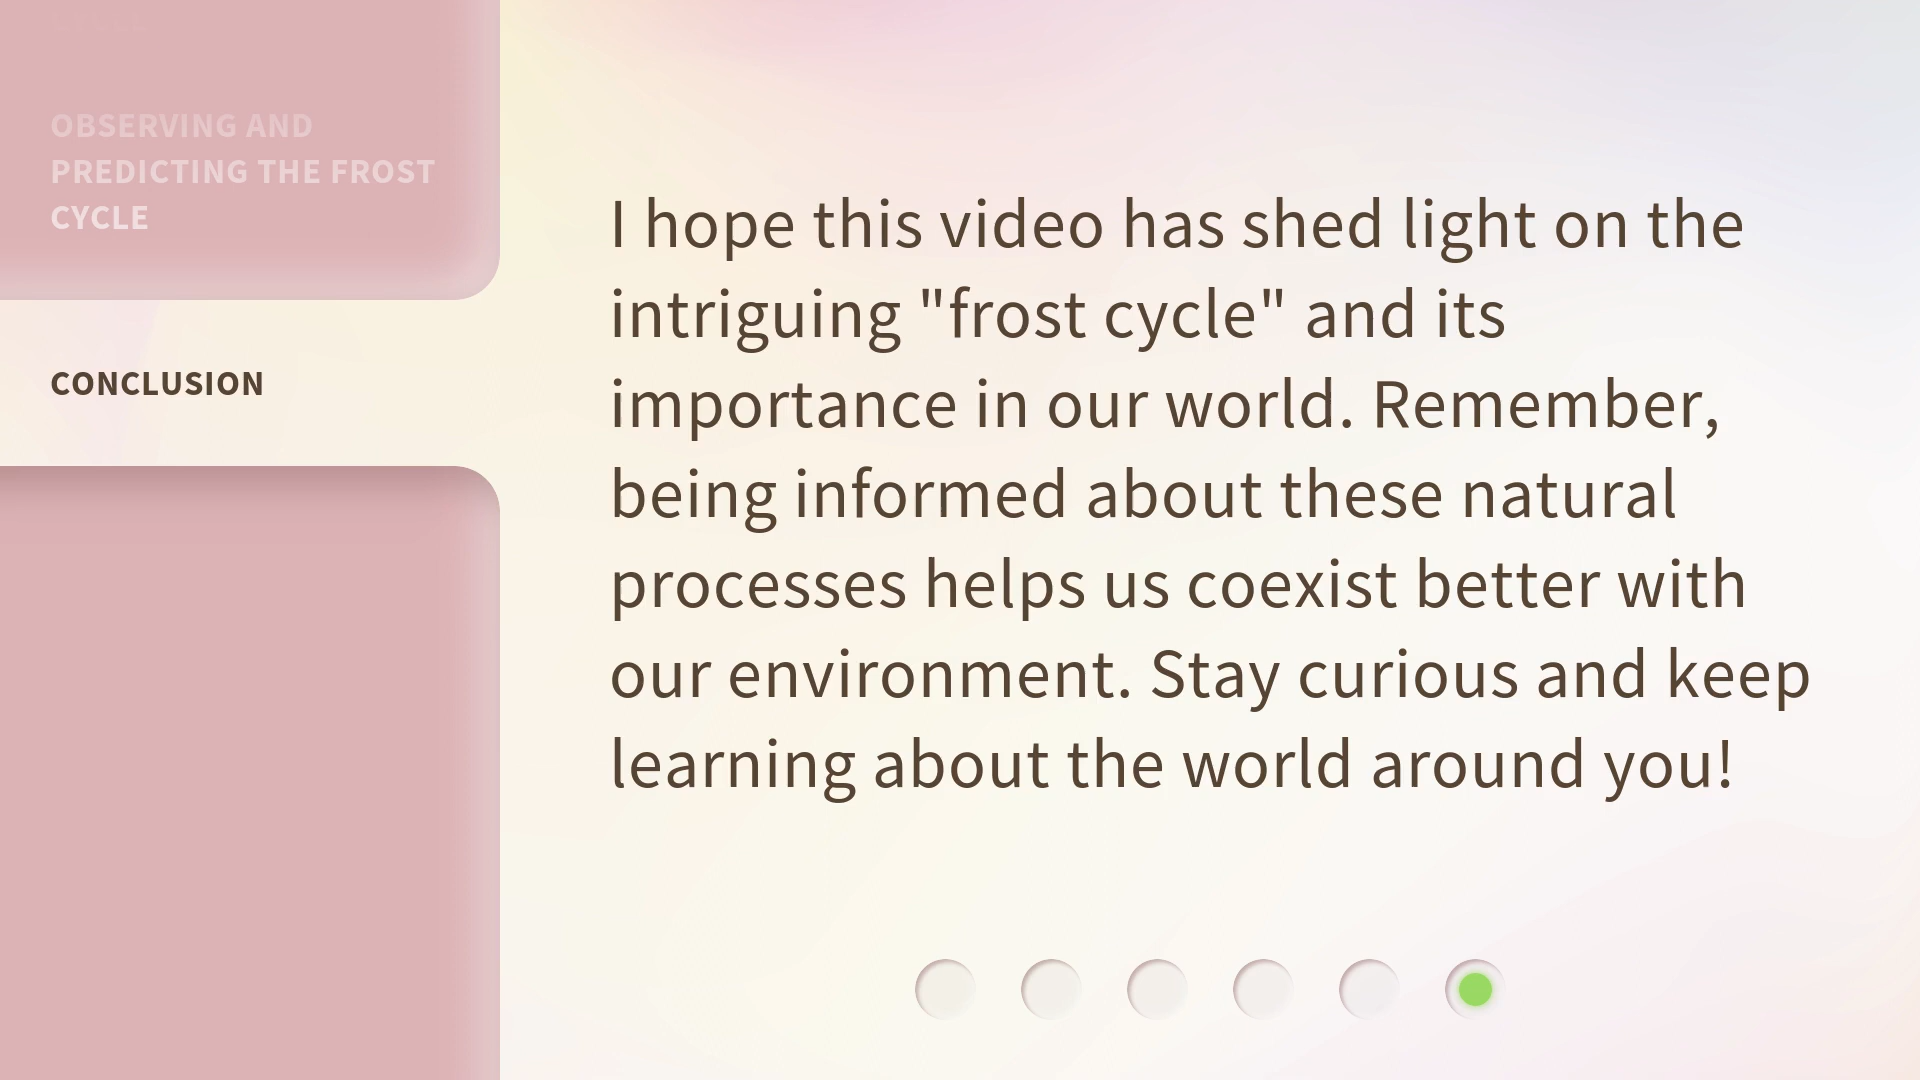 OBSERVING AND
PREDICTING THE FROST
CYCLE
CONCLUSION
I hope this video has shed light on the
intriguing "frost cycle" and its
importance in our world. Remember,
being informed about these natural
processes helps us coexist better with
our environment. Stay curious and keep
learning about the world around you!